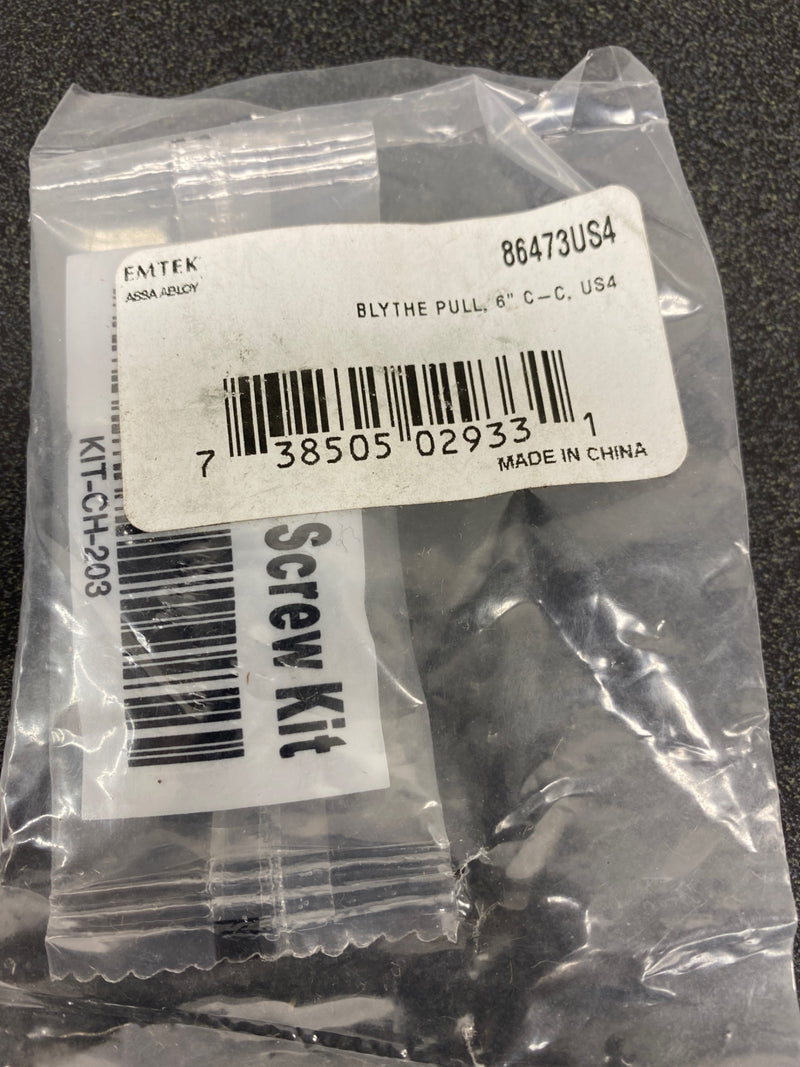 EMTEK
ASSA ABLOY
86473US4
BLYTHE PULL, 6" C-C, US4
7 38505 02933 1
MADE IN CHINA
KIT-CH-203
Screw Kit